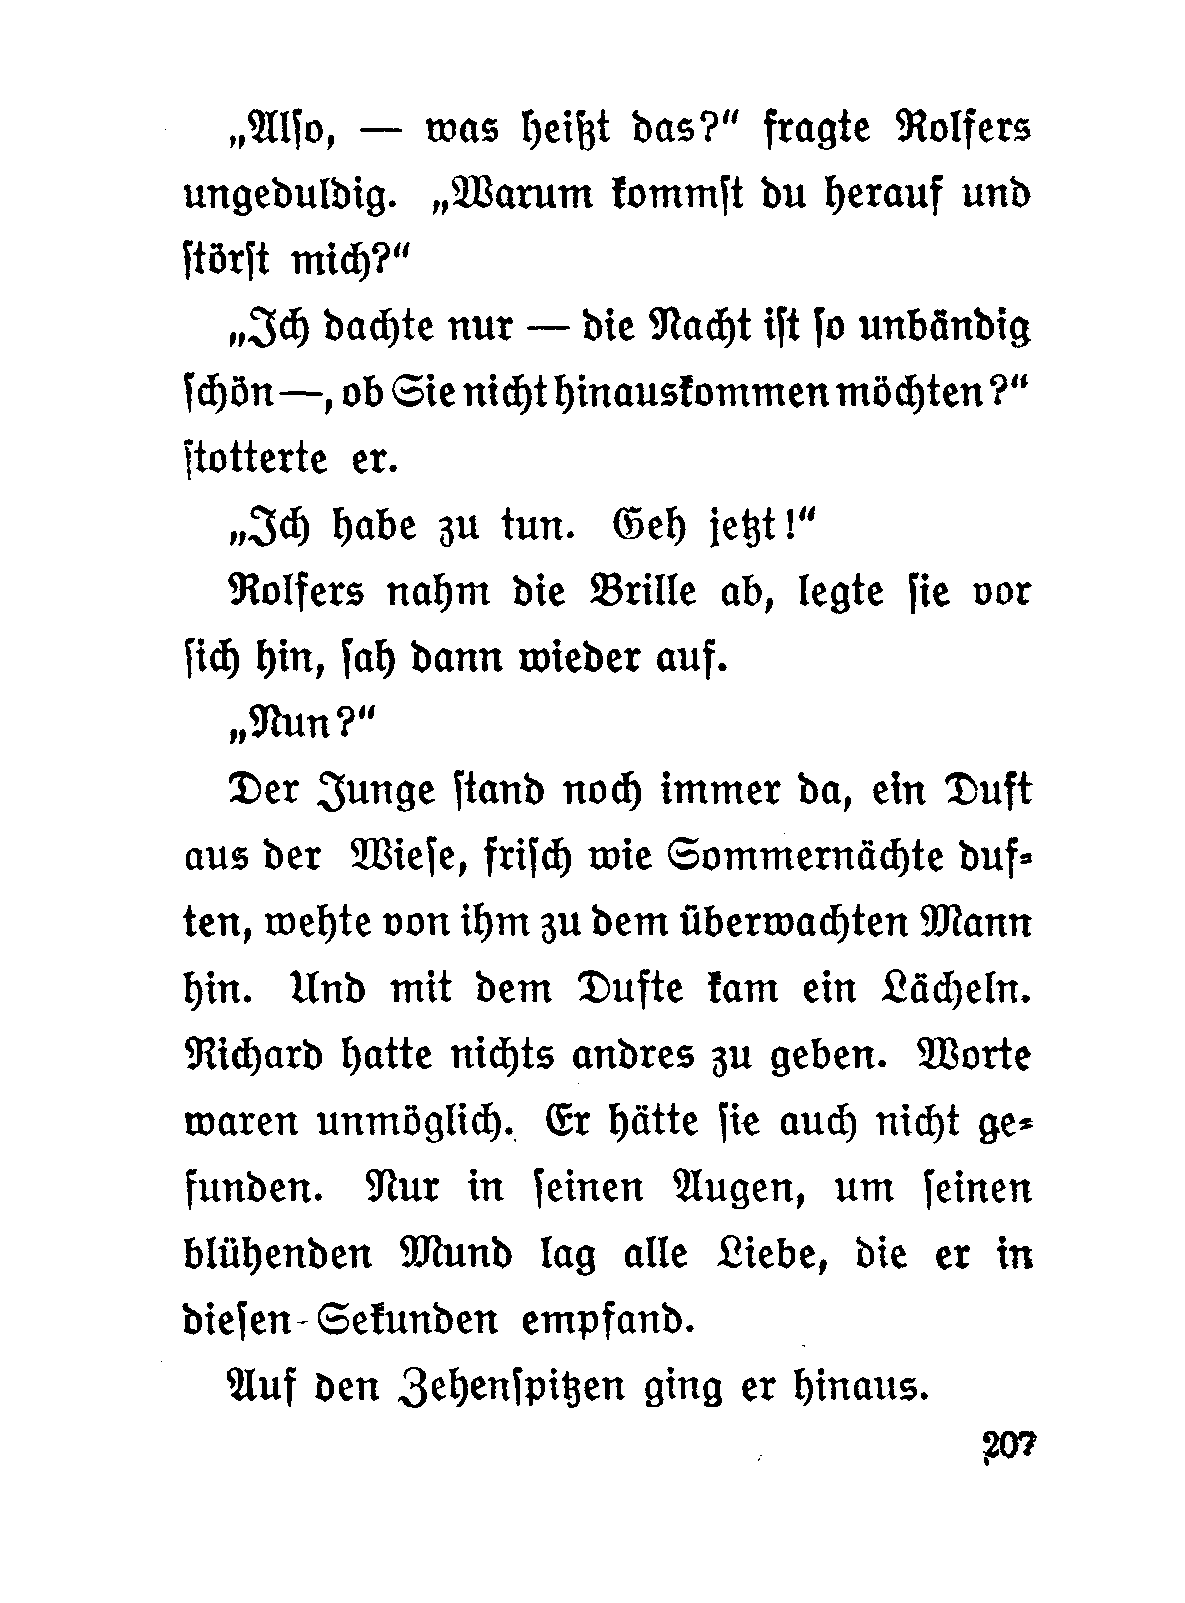 „Alſo, — was heißt das?“ fragte Rolfers
ungeduldig. „Warum kommſt du herauf und
ſtörſt mich?“
„Ich dachte nur — die Nacht iſt ſo unbändig
ſchön—, ob Sie nicht hinauskommen möchten?“
ſtotterte er.
„Ich habe zu tun. Geh jetzt!“
Rolfers nahm die Brille ab, legte ſie vor
ſich hin, ſah dann wieder auf.
„Nun?“
Der Junge ſtand noch immer da, ein Duft
aus der Wieſe, friſch wie Sommernächte duf⸗
ten, wehte von ihm zu dem überwachten Mann
hin. Und mit dem Dufte kam ein Lächeln.
Richard hatte nichts andres zu geben. Worte
waren unmöglich. Er hätte ſie auch nicht ge⸗
funden. Nur in ſeinen Augen, um ſeinen
blühenden Mund lag alle Liebe, die er in
dieſen Sekunden empfand.
Auf den Zehenſpitzen ging er hinaus.
207